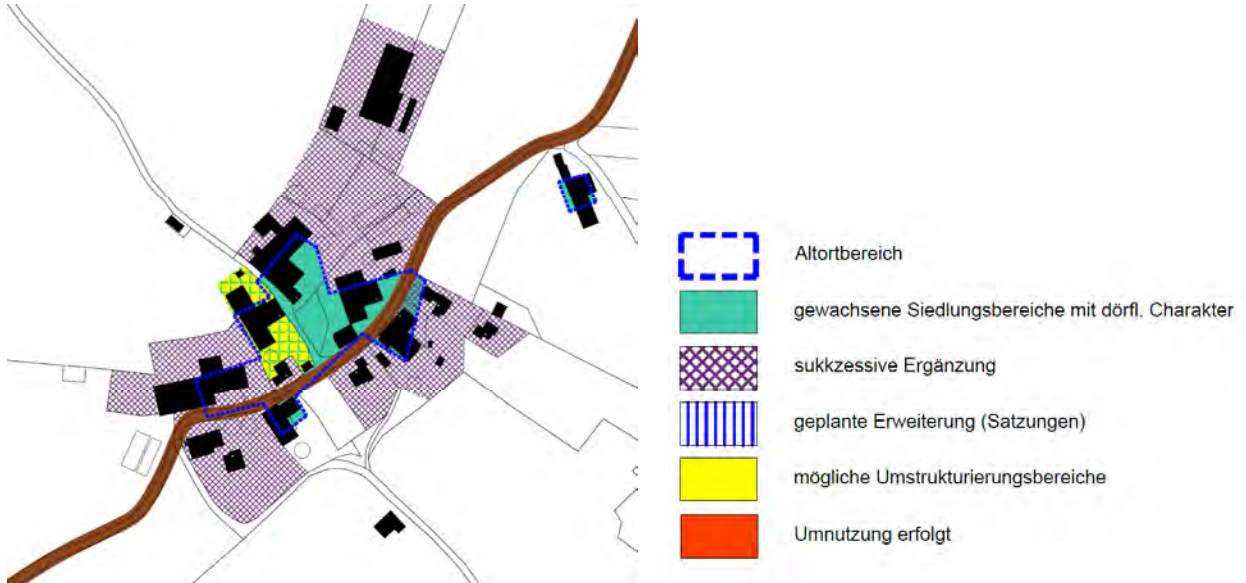 Altortbereich
gewachsene Siedlungsbereiche mit dörfl. Charakter
sukkzessive Ergänzung
geplante Erweiterung (Satzungen)
mögliche Umstrukturierungsbereiche
Umnutzung erfolgt